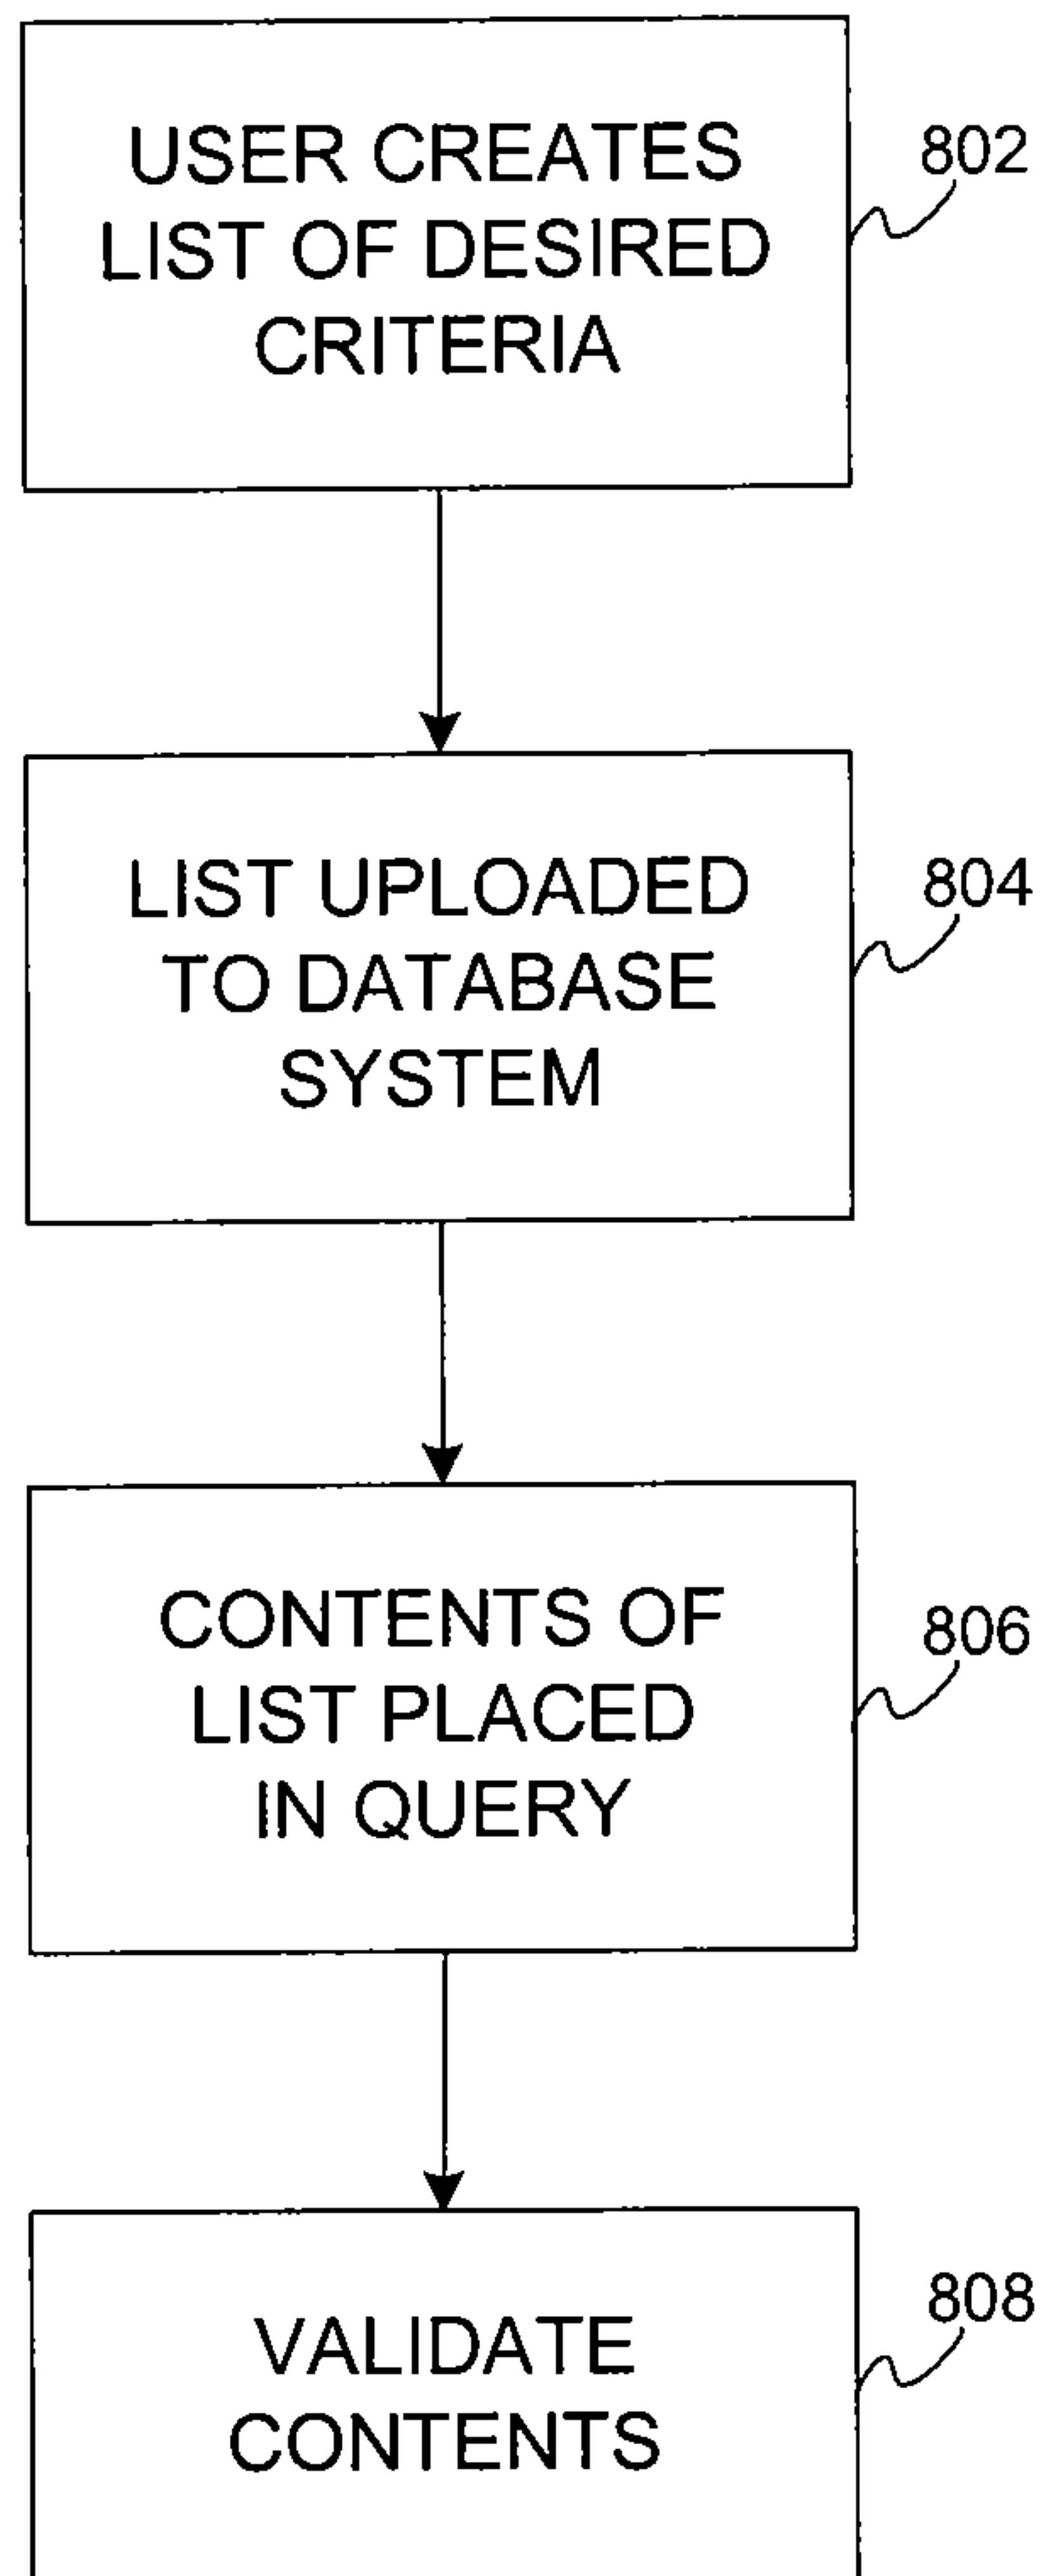 USER CREATES
LIST OF DESIRED
CRITERIA
802
LIST UPLOADED
TO DATABASE
SYSTEM
804
CONTENTS OF
LIST PLACED
IN QUERY
806
VALIDATE
CONTENTS
808